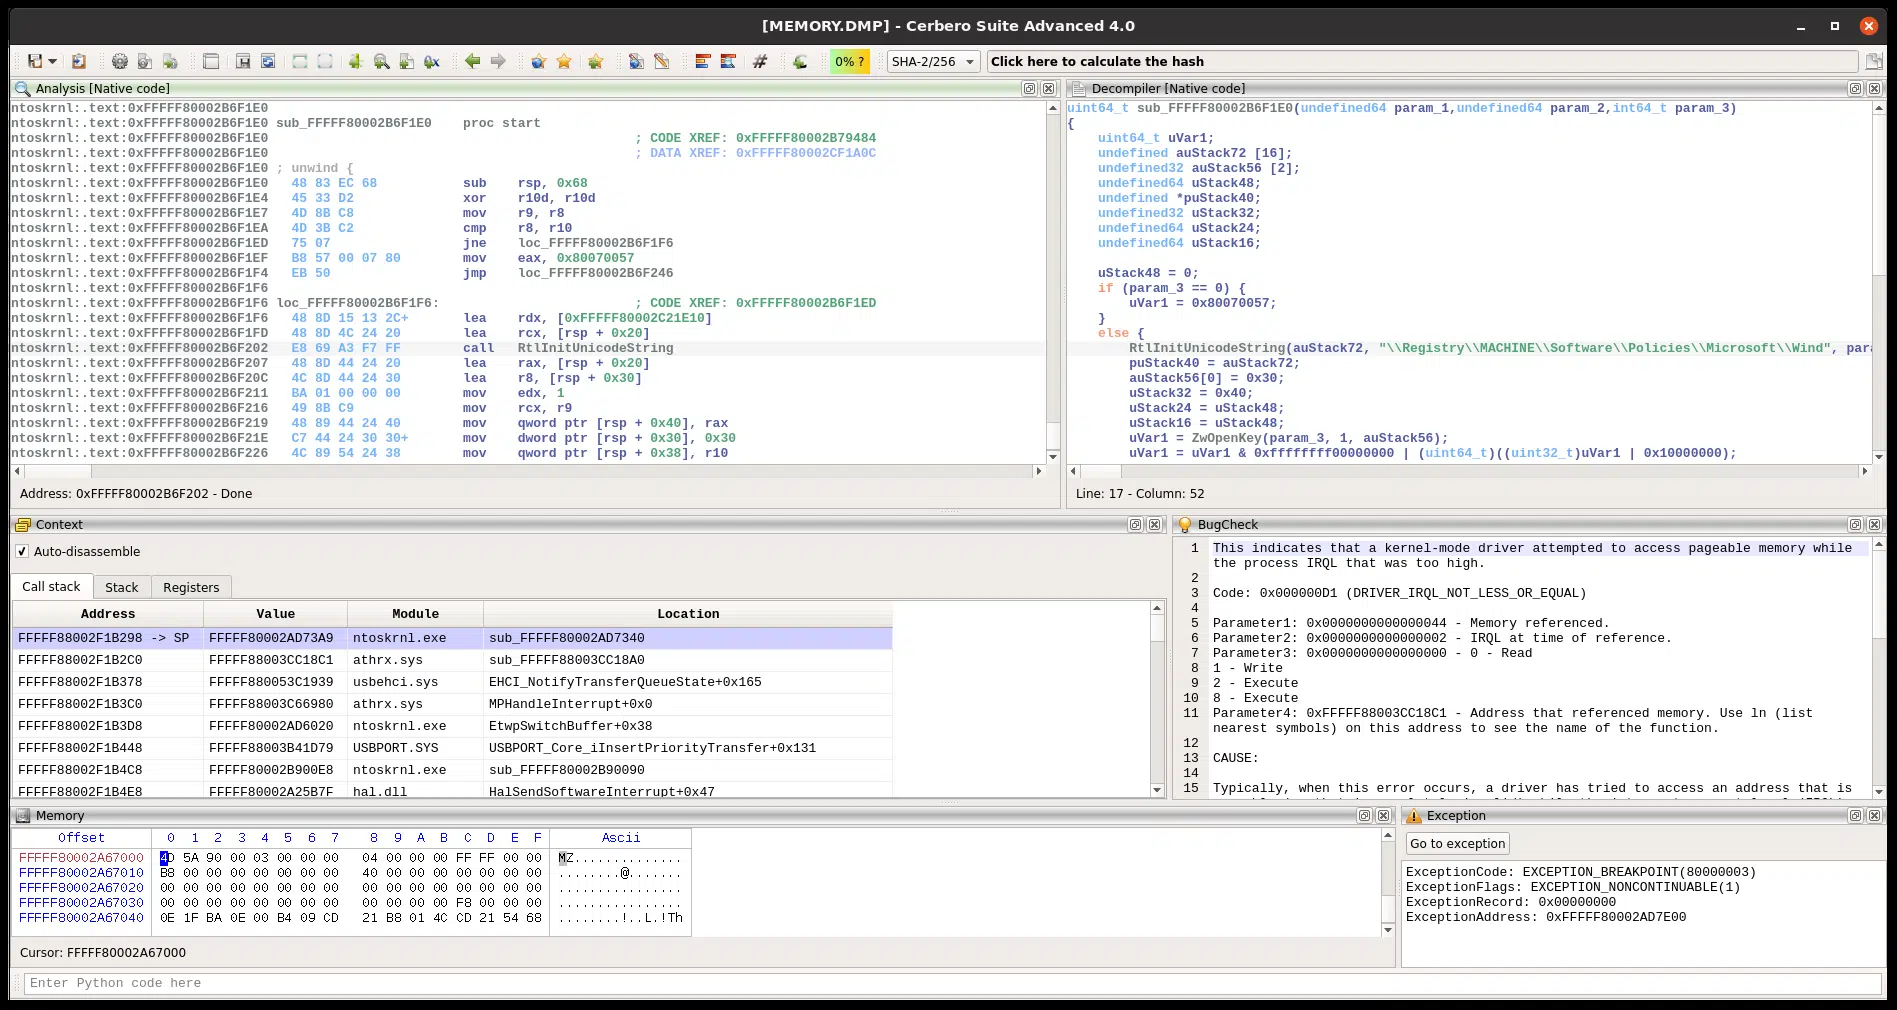 [MEMORY.DMP] - Cerbero Suite Advanced 4.0
0% ?
SHA-2/256
Click here to calculate the hash
Analysis [Native code]
ntoskrnl:.text:0xFFFFF80002B6F1E0
ntoskrnl:.text:0xFFFFF80002B6F1E0 sub_FFFFF80002B6F1E0 proc start
ntoskrnl:.text:0xFFFFF80002B6F1E0 ; CODE XREF: 0xFFFFF80002B79484
ntoskrnl:.text:0xFFFFF80002B6F1E0 ; DATA XREF: 0xFFFFF80002CF1A0C
ntoskrnl:.text:0xFFFFF80002B6F1E0 ; unwind {
ntoskrnl:.text:0xFFFFF80002B6F1E0 48 83 EC 68 sub rsp, 0x68
ntoskrnl:.text:0xFFFFF80002B6F1E4 45 33 D2 xor r10d, r10d
ntoskrnl:.text:0xFFFFF80002B6F1E7 4D 8B C8 mov r9, r8
ntoskrnl:.text:0xFFFFF80002B6F1EA 4D 3B C2 cmp r8, r10
ntoskrnl:.text:0xFFFFF80002B6F1ED 75 07 jne loc_FFFFF80002B6F1F6
ntoskrnl:.text:0xFFFFF80002B6F1EF B8 57 00 07 80 mov eax, 0x80070057
ntoskrnl:.text:0xFFFFF80002B6F1F4 EB 50 jmp loc_FFFFF80002B6F246
ntoskrnl:.text:0xFFFFF80002B6F1F6
ntoskrnl:.text:0xFFFFF80002B6F1F6 loc_FFFFF80002B6F1F6: ; CODE XREF: 0xFFFFF80002B6F1ED
ntoskrnl:.text:0xFFFFF80002B6F1F6 48 8D 15 13 2C+ lea rdx, [0xFFFFF80002C21E10]
ntoskrnl:.text:0xFFFFF80002B6F1FD 48 8D 4C 24 20 lea rcx, [rsp + 0x20]
ntoskrnl:.text:0xFFFFF80002B6F202 E8 69 A3 F7 FF call RtlInitUnicodeString
ntoskrnl:.text:0xFFFFF80002B6F207 48 8D 44 24 20 lea rax, [rsp + 0x20]
ntoskrnl:.text:0xFFFFF80002B6F20C 4C 8D 44 24 30 lea r8, [rsp + 0x30]
ntoskrnl:.text:0xFFFFF80002B6F211 BA 01 00 00 00 mov edx, 1
ntoskrnl:.text:0xFFFFF80002B6F216 49 8B C9 mov rcx, r9
ntoskrnl:.text:0xFFFFF80002B6F219 48 89 44 24 40 mov qword ptr [rsp + 0x40], rax
ntoskrnl:.text:0xFFFFF80002B6F21E C7 44 24 30 30+ mov dword ptr [rsp + 0x30], 0x30
ntoskrnl:.text:0xFFFFF80002B6F226 4C 89 54 24 38 mov qword ptr [rsp + 0x38], r10
Address: 0xFFFFF80002B6F202 - Done
Decompiler [Native code]
uint64_t sub_FFFFF80002B6F1E0(undefined64 param_1,undefined64 param_2,int64_t param_3)
{
uint64_t uVar1;
undefined auStack72 [16];
undefined32 auStack56 [2];
undefined64 uStack48;
undefined *puStack40;
undefined32 uStack32;
undefined64 uStack24;
undefined64 uStack16;
uStack48 = 0;
if (param_3 == 0) {
uVar1 = 0x80070057;
}
else {
RtlInitUnicodeString(auStack72, "\\Registry\\MACHINE\\Software\\Policies\\Microsoft\\Wind", para
puStack40 = auStack72;
auStack56[0] = 0x30;
uStack32 = 0x40;
uStack24 = uStack48;
uStack16 = uStack48;
uVar1 = ZwOpenKey(param_3, 1, auStack56);
uVar1 = uVar1 & 0xffffffff00000000 | (uint64_t)((uint32_t)uVar1 | 0x10000000);
Line: 17 - Column: 52
Context
Auto-disassemble
Call stack Stack Registers
Address Value Module Location
FFFFF88002F1B298 -> SP FFFFF80002AD73A9 ntoskrnl.exe sub_FFFFF80002AD7340
FFFFF88002F1B2C0 FFFFF88003CC18C1 athrx.sys sub_FFFFF88003CC18A0
FFFFF88002F1B378 FFFFF880053C1939 usbehci.sys EHCI_NotifyTransferQueueState+0x165
FFFFF88002F1B3C0 FFFFF88003C66980 athrx.sys MPHandleInterrupt+0x0
FFFFF88002F1B3D8 FFFFF80002AD6020 ntoskrnl.exe EtwpSwitchBuffer+0x38
FFFFF88002F1B448 FFFFF88003B41D79 USBPORT.SYS USBPORT_Core_iInsertPriorityTransfer+0x131
FFFFF88002F1B4C8 FFFFF80002B900E8 ntoskrnl.exe sub_FFFFF80002B90090
FFFFF88002F1B4E8 FFFFF80002A25B7F hal.dll HalSendSoftwareInterrupt+0x47
BugCheck
1 This indicates that a kernel-mode driver attempted to access pageable memory while
the process IRQL that was too high.
2
3 Code: 0x000000D1 (DRIVER_IRQL_NOT_LESS_OR_EQUAL)
4
5 Parameter1: 0x0000000000000044 - Memory referenced.
6 Parameter2: 0x0000000000000002 - IRQL at time of reference.
7 Parameter3: 0x0000000000000000 - 0 - Read
8 1 - Write
9 2 - Execute
10 8 - Execute
11 Parameter4: 0xFFFFF88003CC18C1 - Address that referenced memory. Use ln (list
nearest symbols) on this address to see the name of the function.
12
13 CAUSE:
14
15 Typically, when this error occurs, a driver has tried to access an address that is
Memory
Offset 0 1 2 3 4 5 6 7 8 9 A B C D E F Ascii
FFFFF80002A67000 4D 5A 90 00 03 00 00 00 04 00 00 00 FF FF 00 00 MZ..............
FFFFF80002A67010 B8 00 00 00 00 00 00 00 40 00 00 00 00 00 00 00 ........@.......
FFFFF80002A67020 00 00 00 00 00 00 00 00 00 00 00 00 00 00 00 00 ................
FFFFF80002A67030 00 00 00 00 00 00 00 00 00 00 00 00 F8 00 00 00 ................
FFFFF80002A67040 0E 1F BA 0E 00 B4 09 CD 21 B8 01 4C CD 21 54 68 ........!..L.!Th
Cursor: FFFFF80002A67000
Exception
Go to exception
ExceptionCode: EXCEPTION_BREAKPOINT(80000003)
ExceptionFlags: EXCEPTION_NONCONTINUABLE(1)
ExceptionRecord: 0x00000000
ExceptionAddress: 0xFFFFF80002AD7E00
Enter Python code here